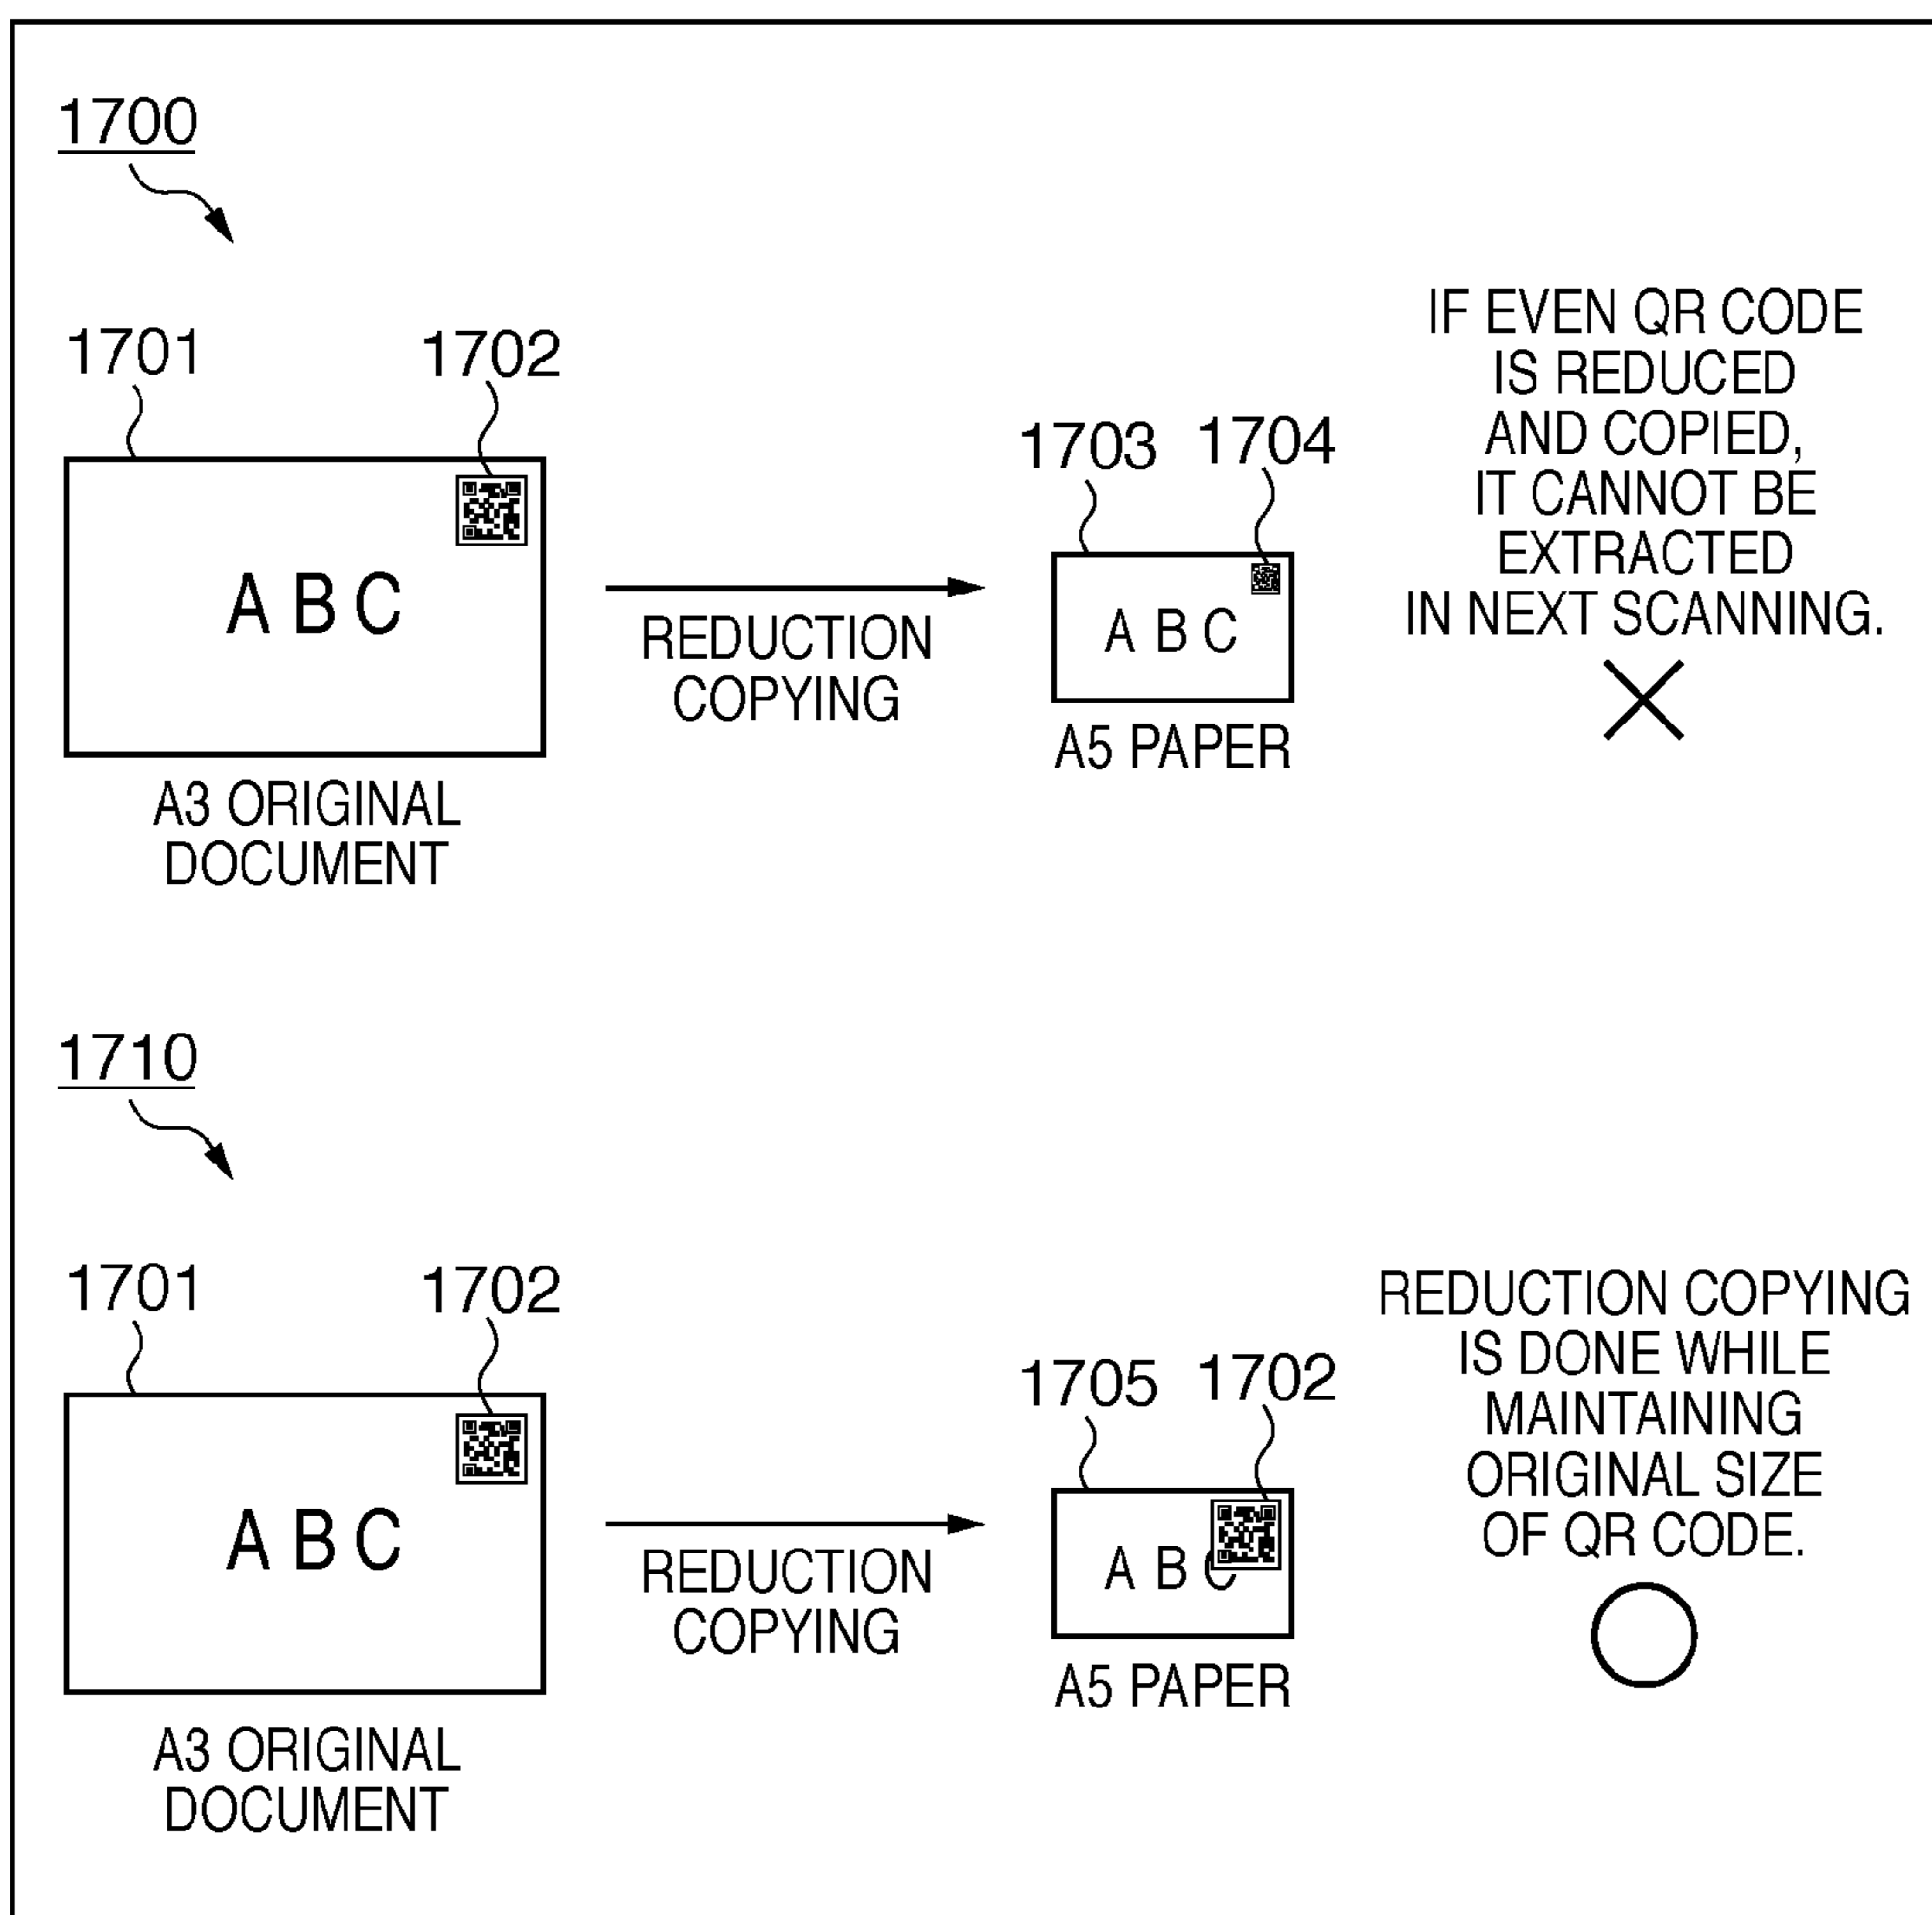 1700
1701
1702
A B C
A3 ORIGINAL
DOCUMENT
REDUCTION
COPYING
1703
1704
A B C
A5 PAPER
IF EVEN QR CODE
IS REDUCED
AND COPIED,
IT CANNOT BE
EXTRACTED
IN NEXT SCANNING.
1710
1701
1702
A B C
A3 ORIGINAL
DOCUMENT
REDUCTION
COPYING
1705
1702
A B C
A5 PAPER
REDUCTION COPYING
IS DONE WHILE
MAINTAINING
ORIGINAL SIZE
OF QR CODE.